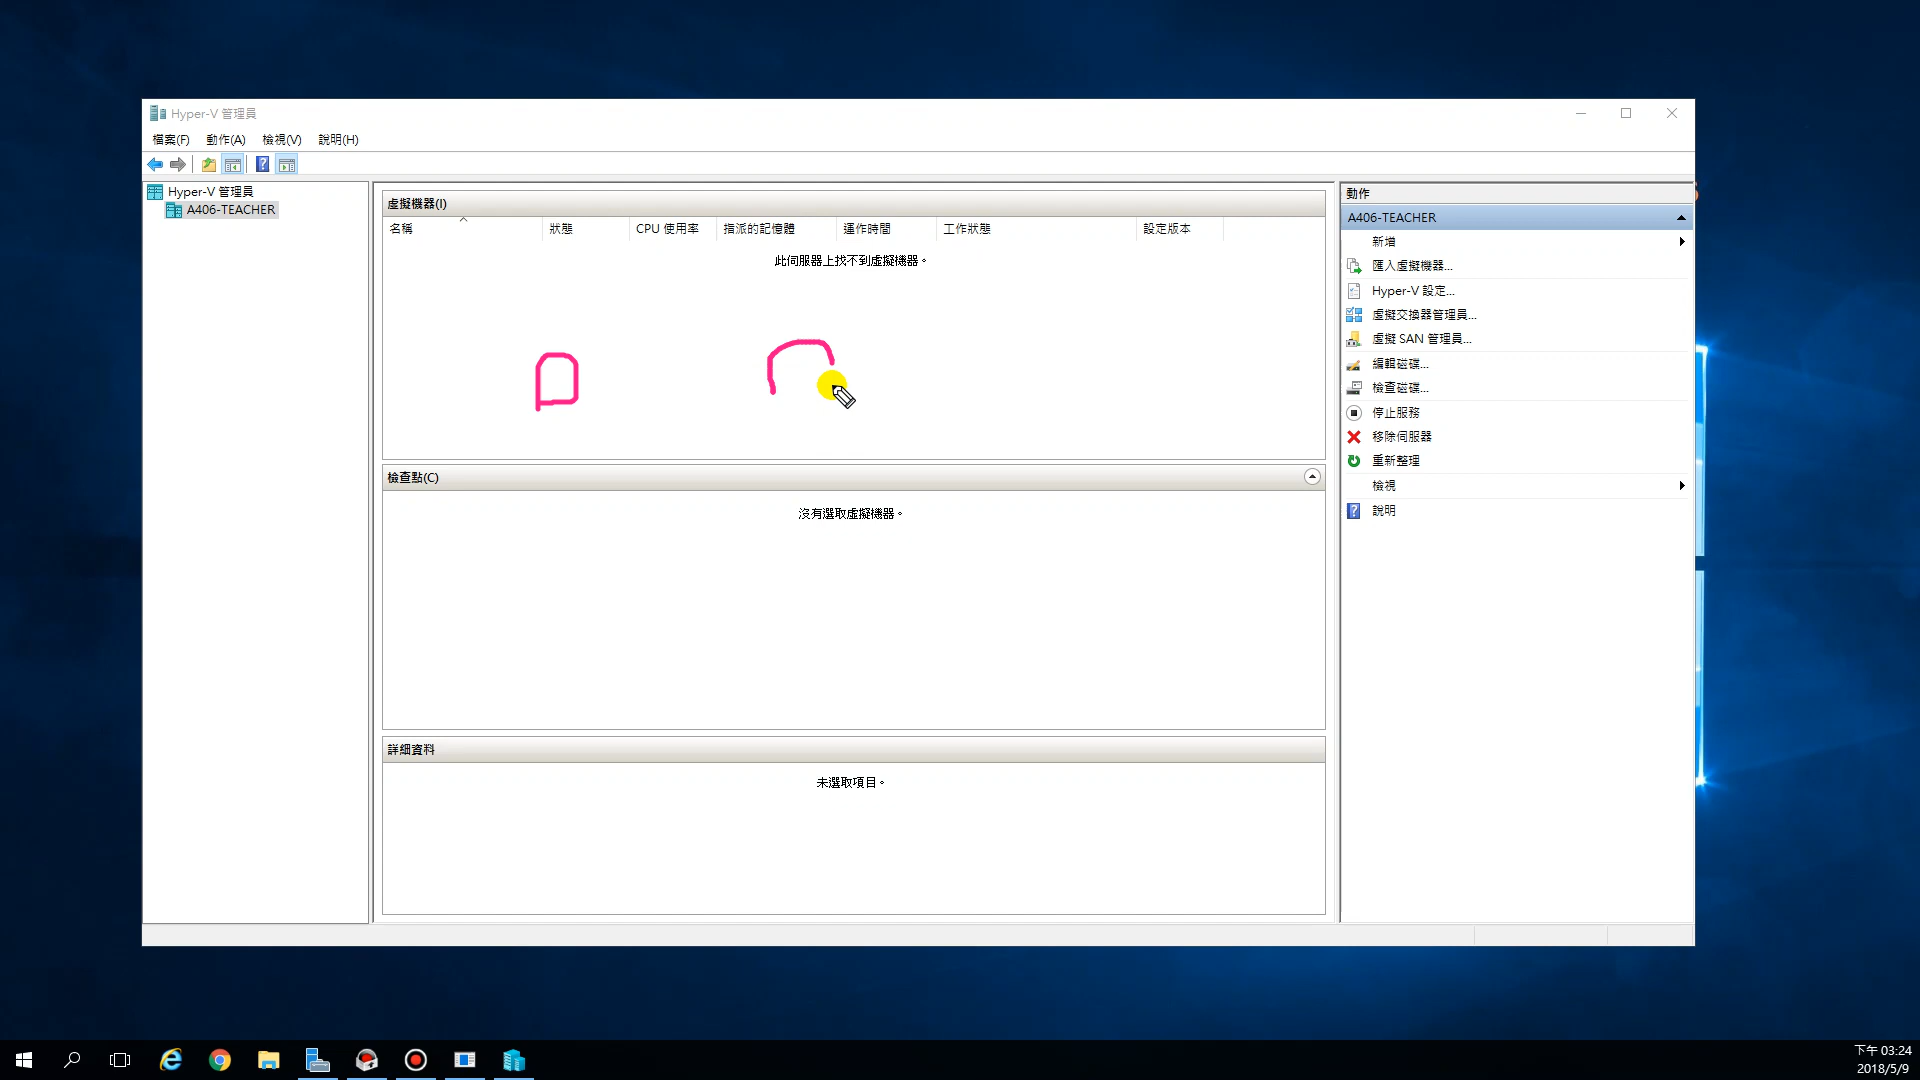 Hyper-V 管理員
檔案(F) 動作(A) 檢視(V) 說明(H)
Hyper-V 管理員
A406-TEACHER
虛擬機器(I)
名稱 狀態 CPU 使用率 指派的記憶體 運作時間 工作狀態 設定版本
此伺服器上找不到虛擬機器。
檢查點(C)
沒有選取虛擬機器。
詳細資料
未選取項目。
動作
A406-TEACHER
新增
匯入虛擬機器...
Hyper-V 設定...
虛擬交換器管理員...
虛擬 SAN 管理員...
編輯磁碟...
檢查磁碟...
停止服務
移除伺服器
重新整理
檢視
說明
下午 03:24
2018/5/9